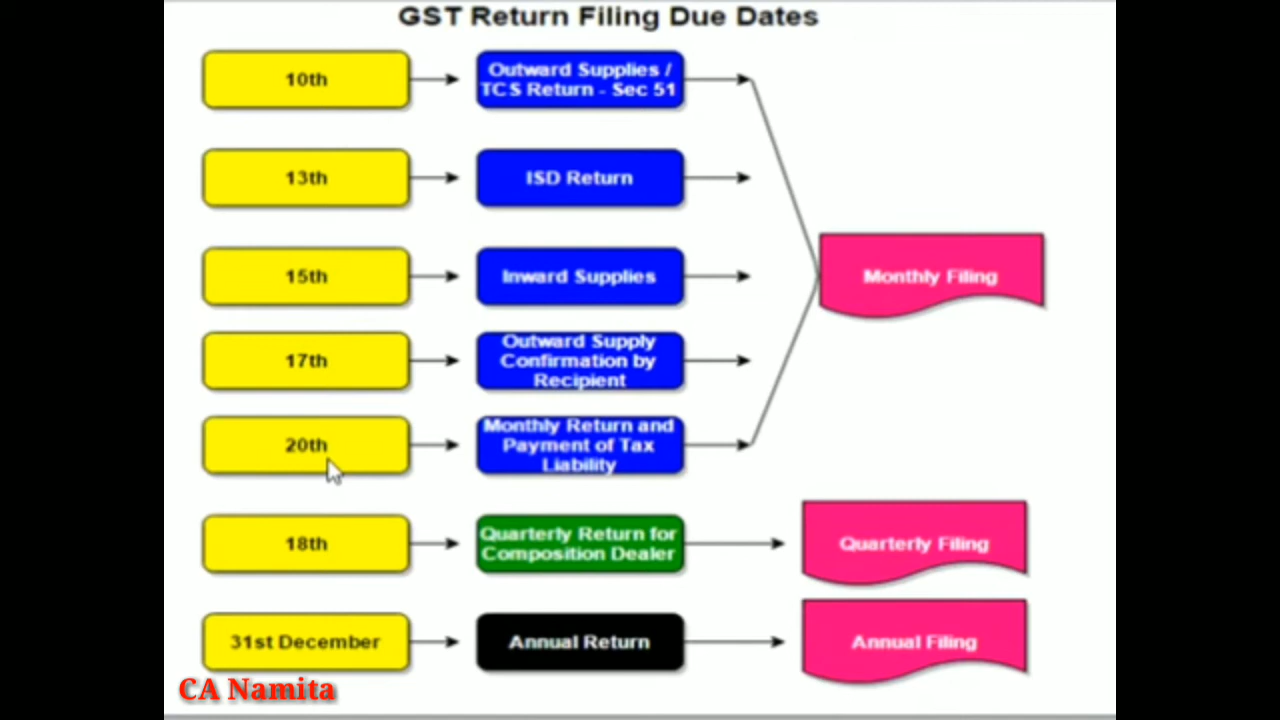 GST Return Filing Due Dates
10th
Outward Supplies /
TCS Return - Sec 51
13th
ISD Return
15th
Inward Supplies
Monthly Filing
17th
Outward Supply
Confirmation by
Recipient
20th
Monthly Return and
Payment of Tax
Liability
18th
Quarterly Return for
Composition Dealer
Quarterly Filing
31st December
Annual Return
Annual Filing
CA Namita